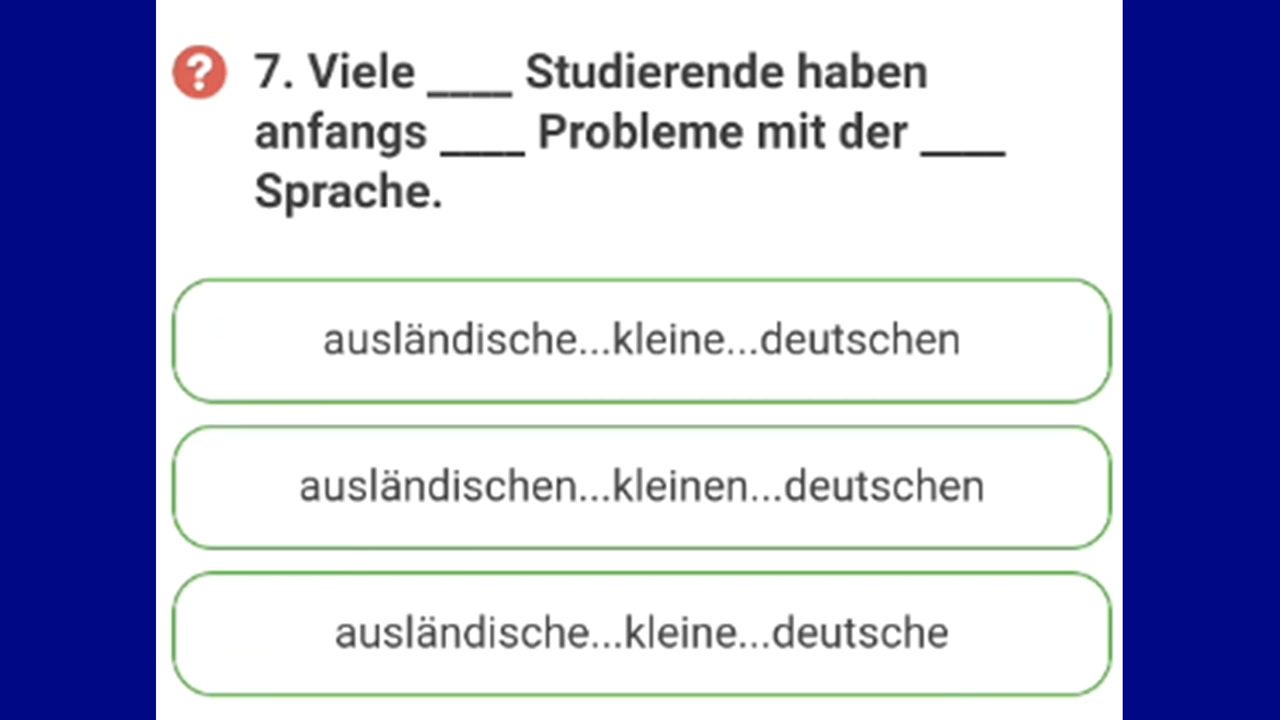 ?
7. Viele ____ Studierende haben
anfangs ____ Probleme mit der ____
Sprache.
ausländische...kleine...deutschen
ausländischen...kleinen...deutschen
ausländische...kleine...deutsche